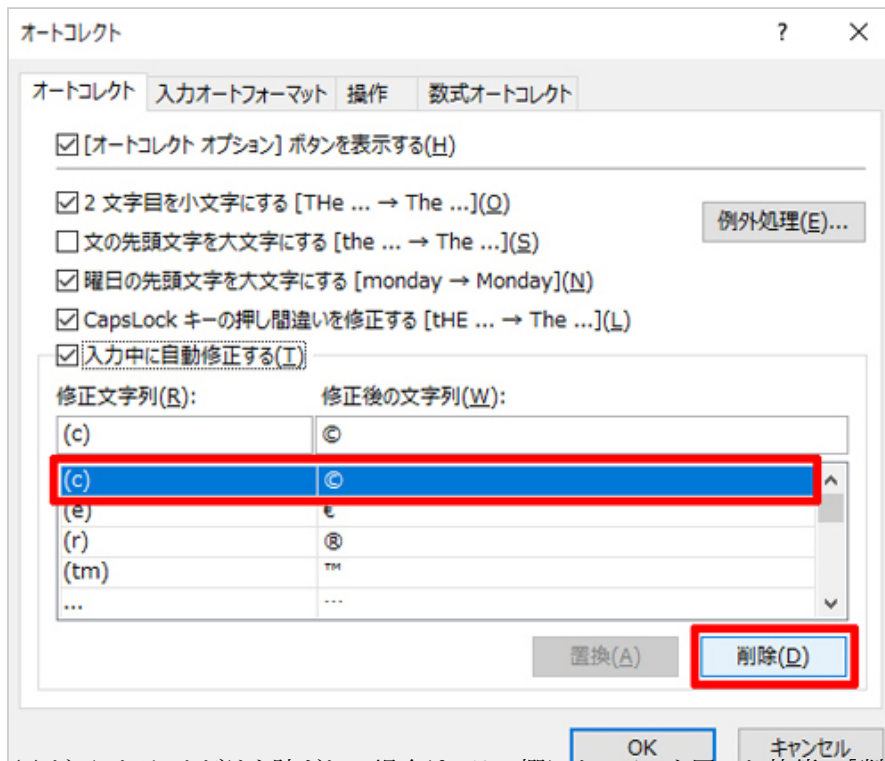 オートコレクト ? ×
オートコレクト 入力オートフォーマット 操作 数式オートコレクト
[オートコレクト オプション] ボタンを表示する(H)
2 文字目を小文字にする [THe ... → The ...](O)
例外処理(E)...
文の先頭文字を大文字にする [the ... → The ...](S)
曜日の先頭文字を大文字にする [monday → Monday](N)
CapsLock キーの押し間違いを修正する [tHE ... → The ...](L)
入力中に自動修正する(T)
修正文字列(R): 修正後の文字列(W):
(c) ©
(c) ©
(e) €
(r) ®
(tm) ™
... ...
置換(A) 削除(D)
OK キャンセル